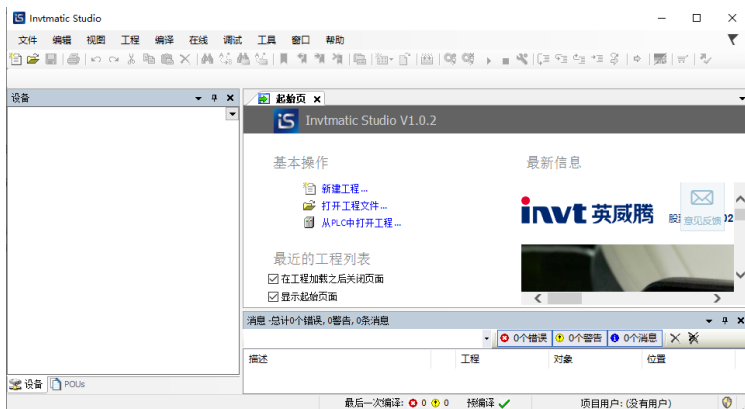 Invtmatic Studio
文件 编辑 视图 工程 编译 在线 调试 工具 窗口 帮助
设备
起始页
Invtmatic Studio V1.0.2
基本操作
新建工程...
打开工程文件...
从PLC中打开工程...
最近的工程列表
在工程加载之后关闭页面
显示起始页面
最新信息
invt 英威腾
意见反馈
02
消息 -总计0个错误, 0警告, 0条消息
0个错误 0个警告 0个消息
描述 工程 对象 位置
设备 POUs
最后一次编译: 0 0 预编译 项目用户: (没有用户)